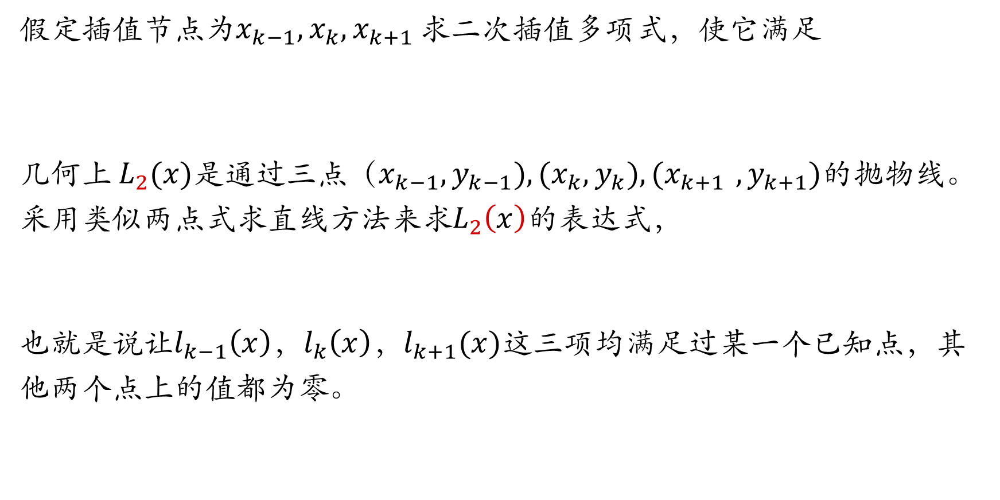 假定插值节点为$x_{k-1}, x_k, x_{k+1}$ 求二次插值多项式，使它满足
几何上 $L_2(x)$是通过三点（$x_{k-1}, y_{k-1}), (x_k, y_k), (x_{k+1} , y_{k+1})$的抛物线。
采用类似两点式求直线方法来求$L_2(x)$的表达式，
也就是说让$l_{k-1}(x)$，$l_k(x)$，$l_{k+1}(x)$这三项均满足过某一个已知点，其
他两个点上的值都为零。